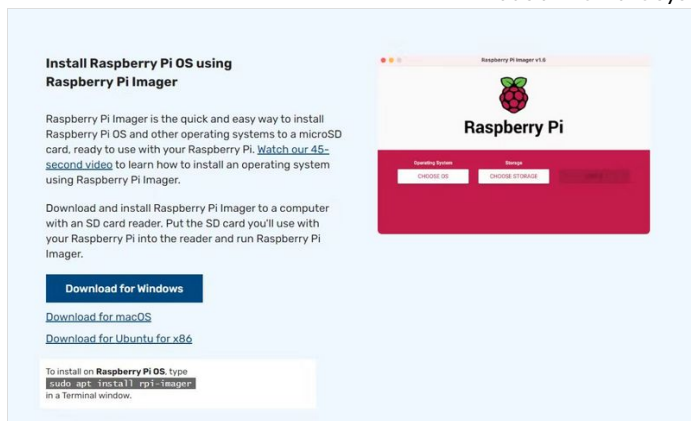 Install Raspberry Pi OS using
Raspberry Pi Imager
Raspberry Pi Imager is the quick and easy way to install
Raspberry Pi OS and other operating systems to a microSD
card, ready to use with your Raspberry Pi. Watch our 45-
second video to learn how to install an operating system
using Raspberry Pi Imager.
Download and install Raspberry Pi Imager to a computer
with an SD card reader. Put the SD card you'll use with
your Raspberry Pi into the reader and run Raspberry Pi
Imager.
Download for Windows
Download for macOS
Download for Ubuntu for x86
To install on Raspberry Pi OS, type
sudo apt install rpi-imager
in a Terminal window.
Raspberry Pi Imager v1.6
Raspberry Pi
Operating System Storage
CHOOSE OS CHOOSE STORAGE